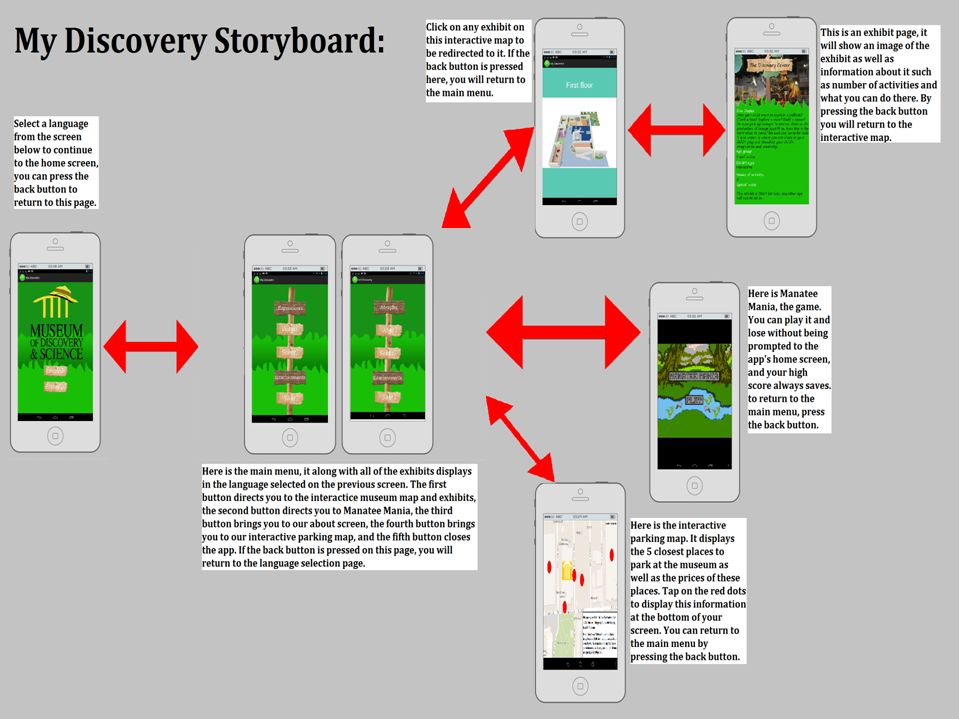 My Discovery Storyboard:
Click on any exhibit on
this interactive map to
be redirected to it. If the
back button is pressed
here, you will return to
the main menu.
This is an exhibit page, it
will show an image of the
exhibit as well as
information about it such
as number of activities and
what you can do there. By
pressing the back button
you will return to the
interactive map.
Select a language
from the screen
below to continue
to the home screen,
you can press the
back button to
return to this page.
First floor
The Discovery Center
MUSEUM
OF DISCOVERY
& SCIENCE
Here is Manatee
Mania, the game.
You can play it and
lose without being
prompted to the
app's home screen,
and your high
score always saves.
to return to the
main menu, press
the back button.
Here is the main menu, it along with all of the exhibits displays
in the language selected on the previous screen. The first
button directs you to the interactice museum map and exhibits,
the second button directs you to Manatee Mania, the third
button brings you to our about screen, the fourth button brings
you to our interactive parking map, and the fifth button closes
the app. If the back button is pressed on this page, you will
return to the language selection page.
Here is the interactive
parking map. It displays
the 5 closest places to
park at the museum as
well as the prices of these
places. Tap on the red dots
to display this information
at the bottom of your
screen. You can return to
the main menu by
pressing the back button.